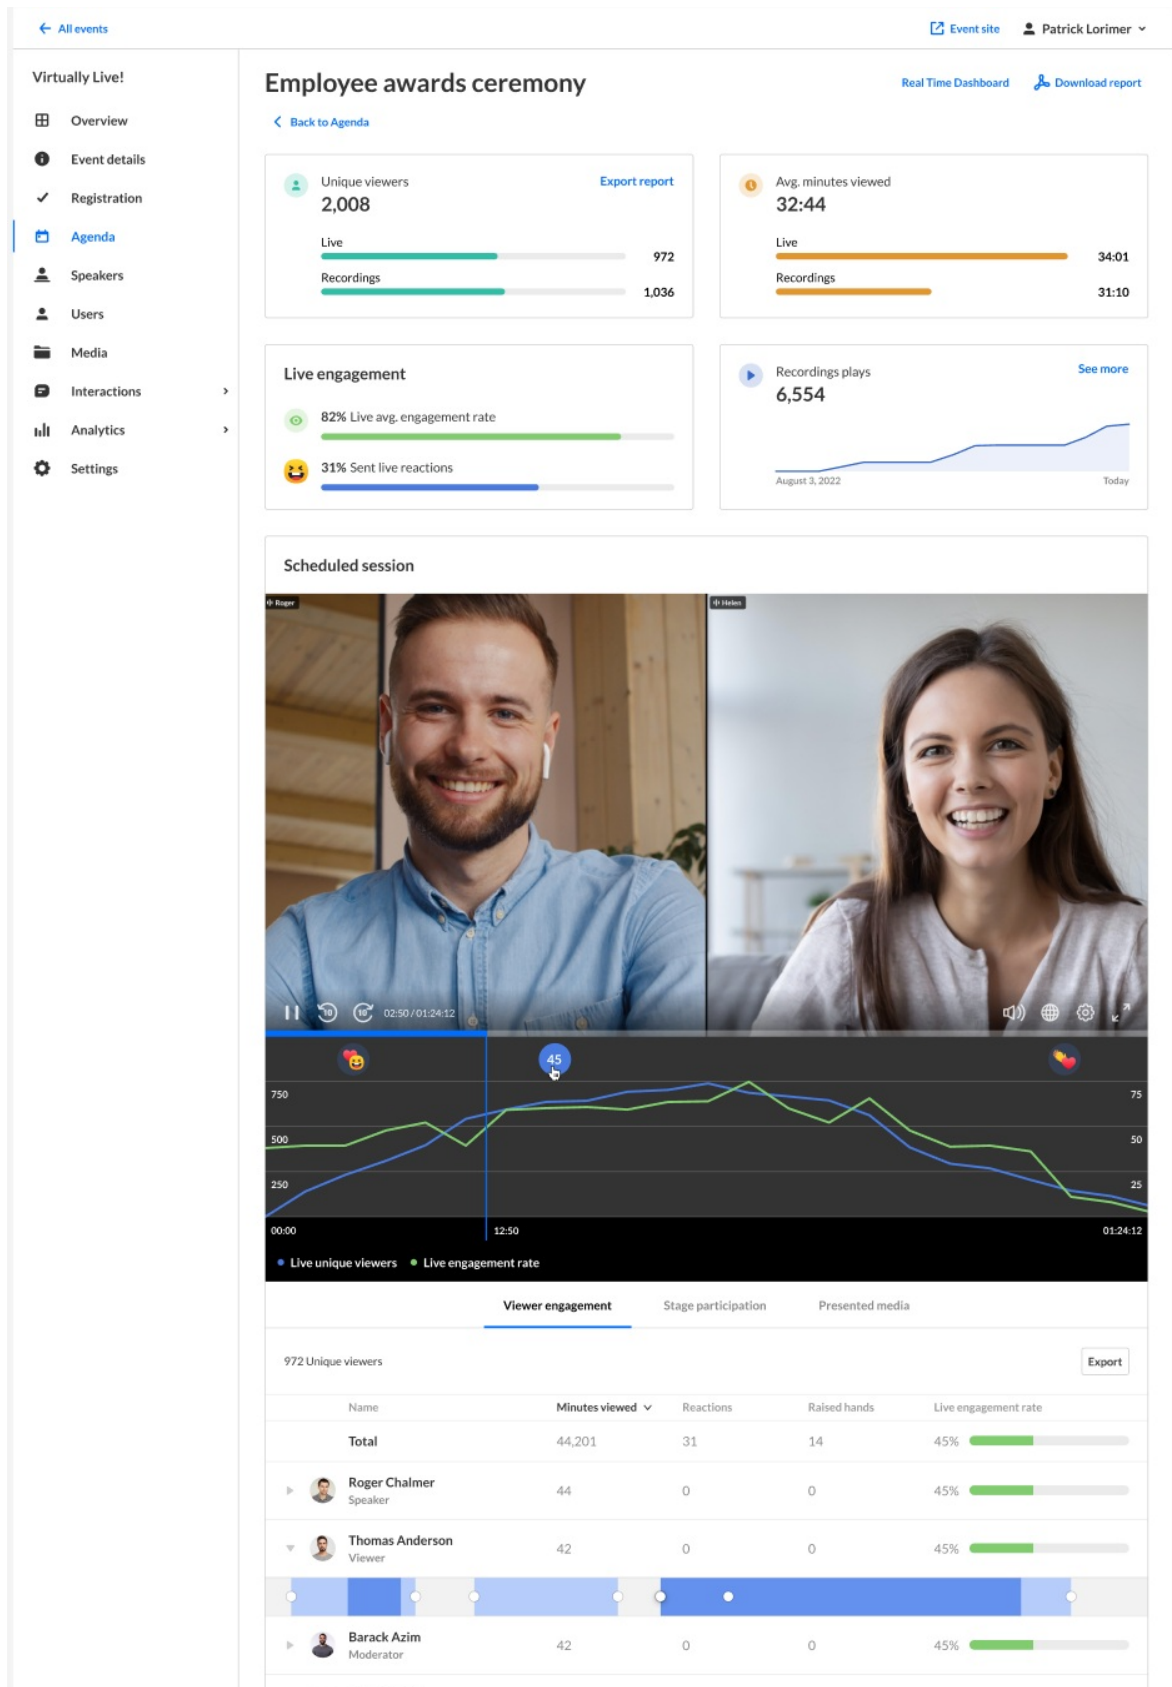 All events
Event site
Patrick Lorimer
Virtually Live!
Overview
Event details
Registration
Agenda
Speakers
Users
Media
Interactions
Analytics
Settings
Employee awards ceremony
Real Time Dashboard
Download report
Back to Agenda
Unique viewers
Export report
2,008
Live
972
Recordings
1,036
Avg. minutes viewed
32:44
Live
34:01
Recordings
31:10
Live engagement
82% Live avg. engagement rate
31% Sent live reactions
Recordings plays
See more
6,554
August 3, 2022
Today
Scheduled session
Roger
Helen
10
10
02:50 / 01:24:12
45
750
75
500
50
250
25
00:00
12:50
01:24:12
Live unique viewers
Live engagement rate
Viewer engagement
Stage participation
Presented media
972 Unique viewers
Export
Name
Minutes viewed
Reactions
Raised hands
Live engagement rate
Total
44,201
31
14
45%
Roger Chalmer
Speaker
44
0
0
45%
Thomas Anderson
Viewer
42
0
0
45%
Barack Azim
Moderator
42
0
0
45%